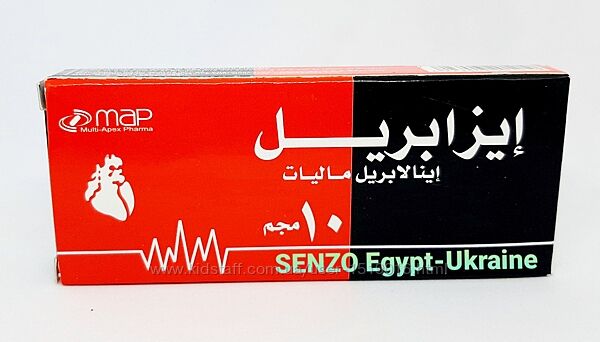 map
Multi-Apex Pharma
إيزابريل
إينالابريل ماليات
١٠ مجم
SENZO Egypt-Ukraine